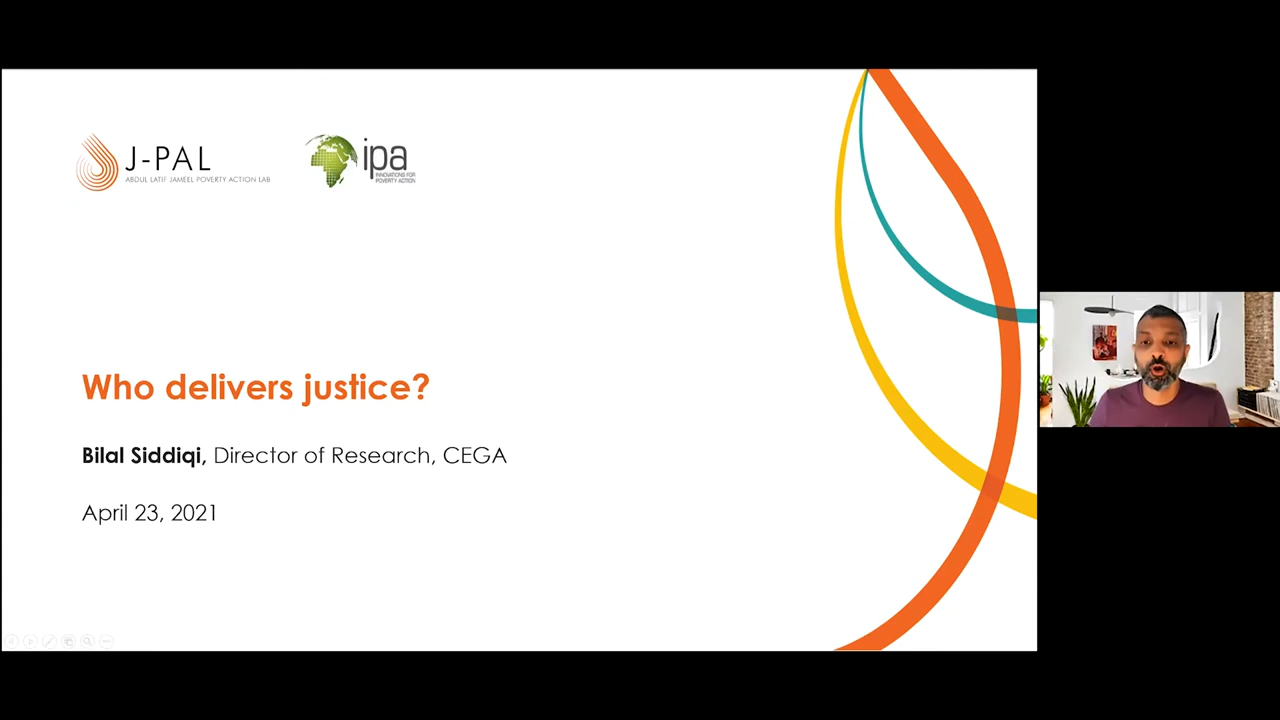 J-PAL
ABDUL LATIF JAMEEL POVERTY ACTION LAB
ipa
INNOVATIONS FOR
POVERTY ACTION
Who delivers justice?
Bilal Siddiqi, Director of Research, CEGA
April 23, 2021